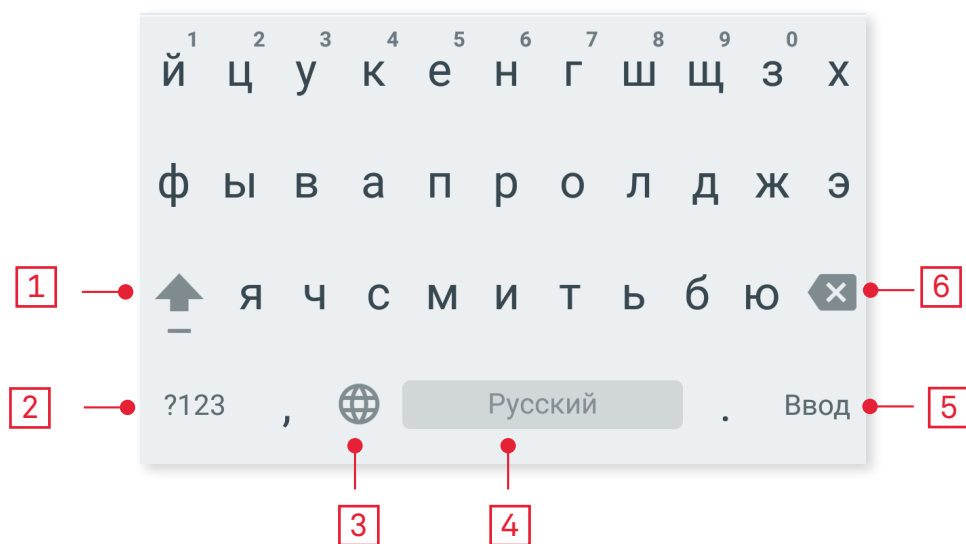 1 2 3 4 5 6 7 8 9 0
й ц у к е н г ш щ з х
ф ы в а п р о л д ж э
1 я ч с м и т ь б ю 6
2 ?123 , Русский . Ввод 5
3 4